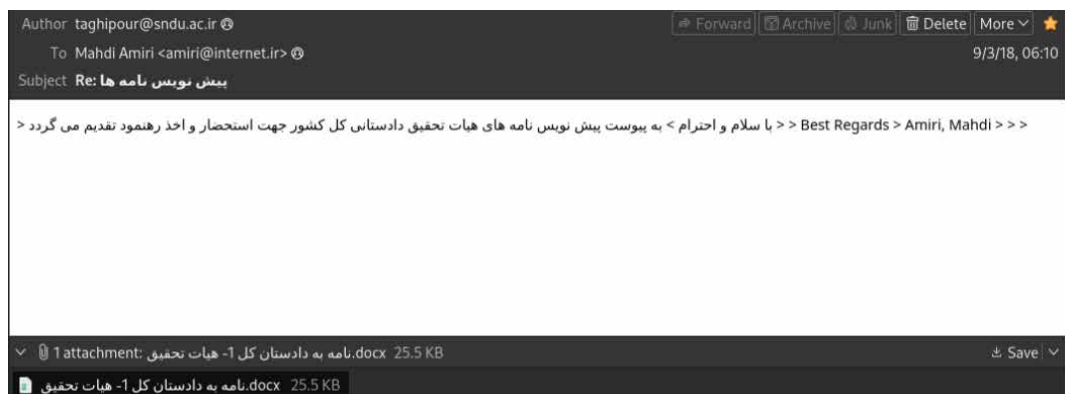 Author taghipour@sndu.ac.ir
Forward Archive Junk Delete More
To Mahdi Amiri <amiri@internet.ir>
9/3/18, 06:10
Subject Re: پیش نویس نامه ها
با سلام و احترام > به پیوست پیش نویس نامه های هیات تحقیق دادستانی کل کشور جهت استحضار و اخذ رهنمود تقدیم می گردد > > > Best Regards > Amiri, Mahdi > > >
1 attachment: نامه به دادستان کل 1- هیات تحقیق.docx 25.5 KB
Save
نامه به دادستان کل 1- هیات تحقیق.docx 25.5 KB